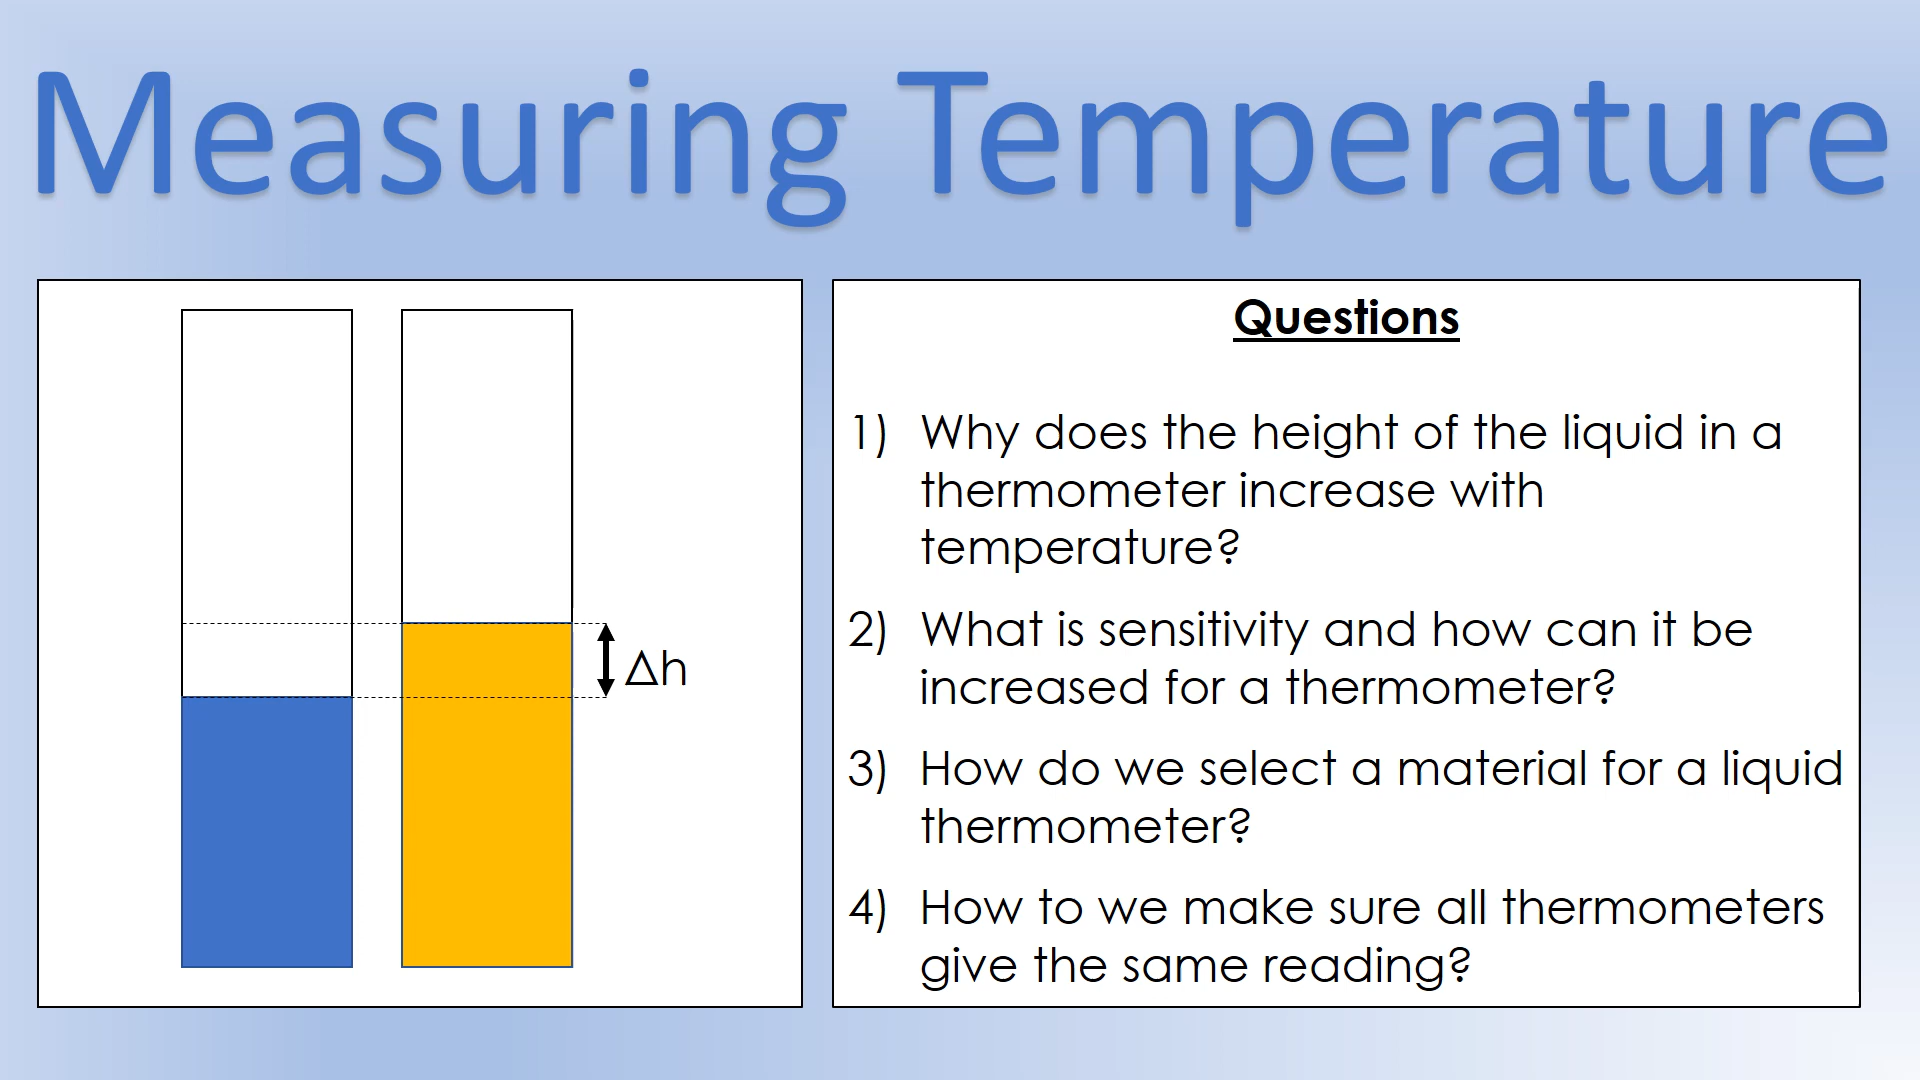 Measuring Temperature
Δh
Questions
1) Why does the height of the liquid in a
thermometer increase with
temperature?
2) What is sensitivity and how can it be
increased for a thermometer?
3) How do we select a material for a liquid
thermometer?
4) How to we make sure all thermometers
give the same reading?